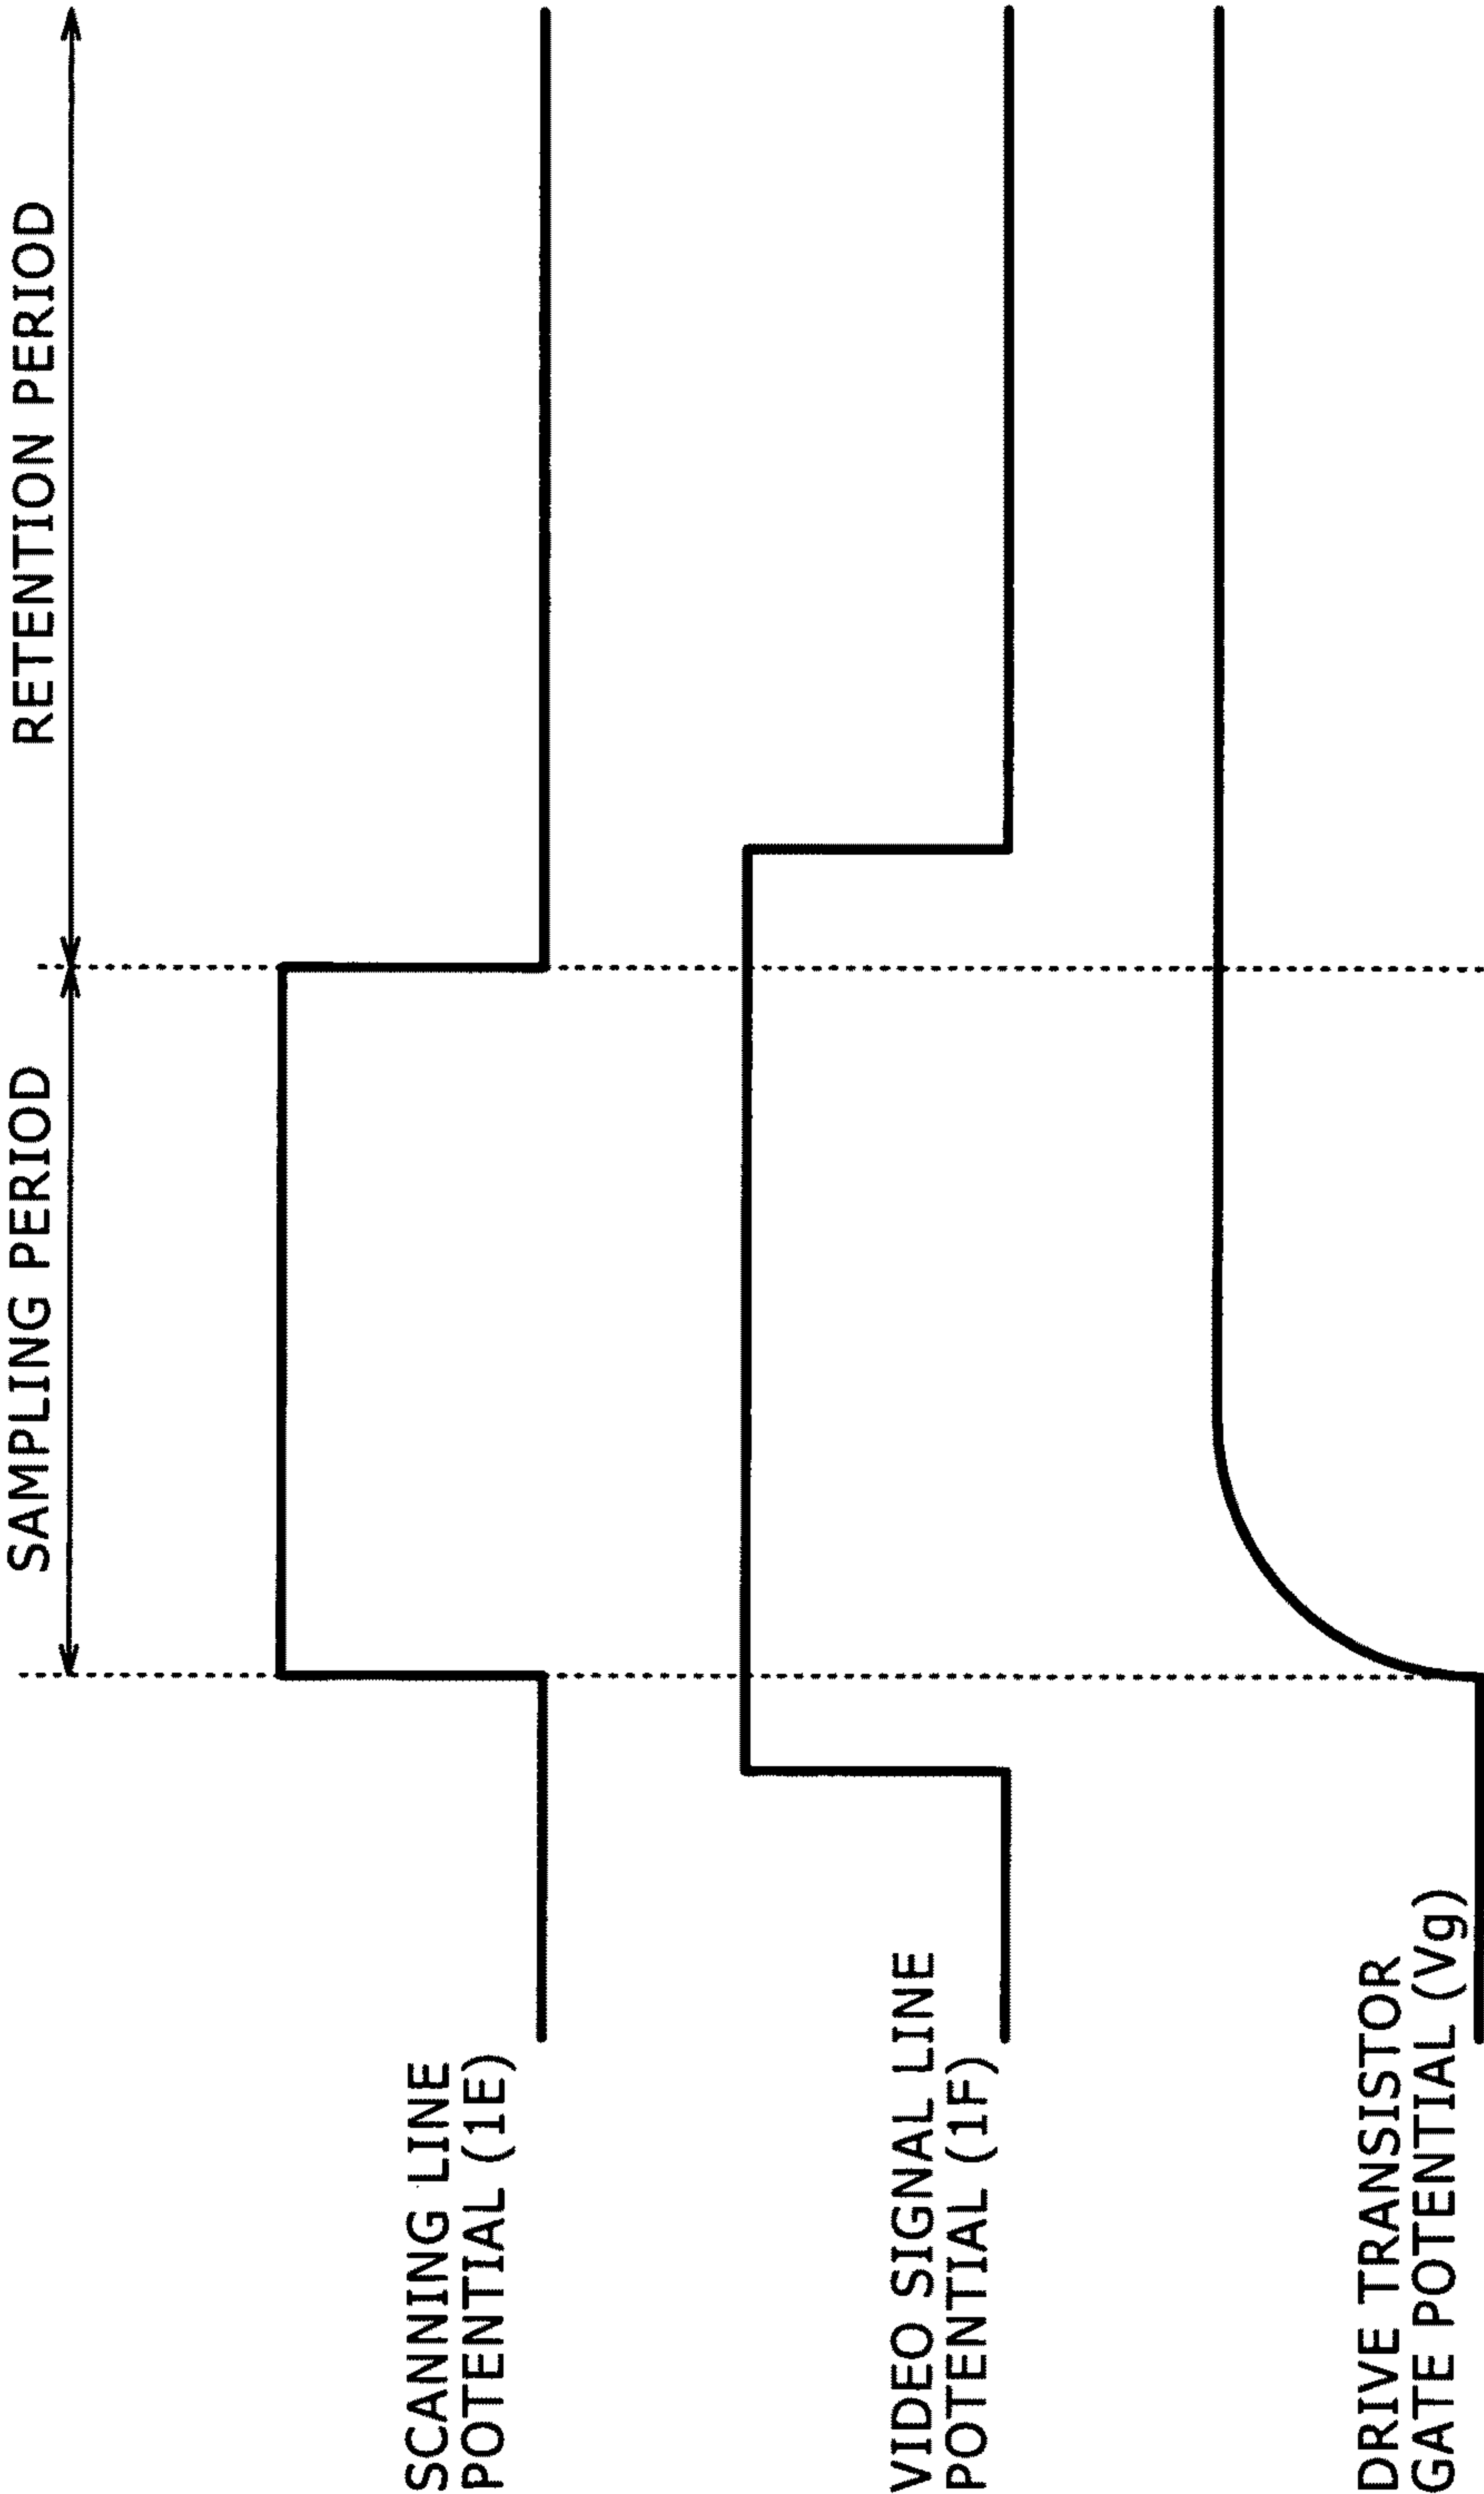 SAMPLING PERIOD
RETENTION PERIOD
SCANNING LINE
POTENTIAL (1E)
VIDEO SIGNAL LINE
POTENTIAL (1F)
DRIVE TRANSISTOR
GATE POTENTIAL (Vg)